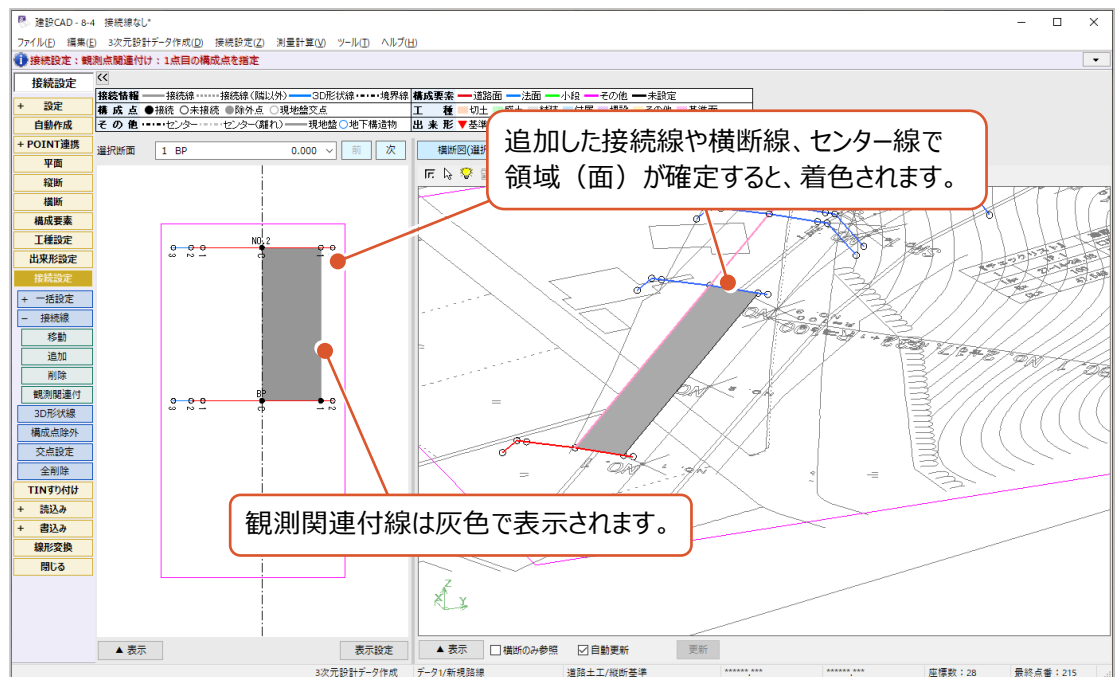 建設CAD - 8-4 接続線なし*
ファイル(F) 編集(E) 3次元設計データ作成(D) 接続設定(Z) 測量計算(V) ツール(T) ヘルプ(H)
接続設定：観測点関連付け：1点目の構成点を指定
接続設定
+ 設定
自動作成
+ POINT連携
平面
縦断
横断
構成要素
工種設定
出来形設定
接続設定
+ 一括設定
- 接続線
移動
追加
削除
観測関連付
3D形状線
構成点除外
交点設定
全削除
TINすり付け
+ 読込み
+ 書込み
線形変換
閉じる
<<
接続情報 接続線 接続線(隣以外) 3D形状線 境界線 構成要素 道路面 法面 小段 その他 未設定
構成点 ●接続 ○未接続 ●除外点 ○現地盤交点 工種 切土
その他 センター センター(離れ) 現地盤 ○地下構造物 出来形 ▼基準
選択断面 1 BP 0.000 前 次
追加した接続線や横断線、センター線で
領域（面）が確定すると、着色されます。
NO.2
3 2 1 C 1
BP
3 2 1 C 1 2
観測関連付線は灰色で表示されます。
Z
X Y
▲ 表示 表示設定
▲ 表示 横断のみ参照 自動更新 更新
3次元設計データ作成 データ1/新規路線 道路土工/縦断基準 ******.*** ******.*** 座標数：28 最終点番：215